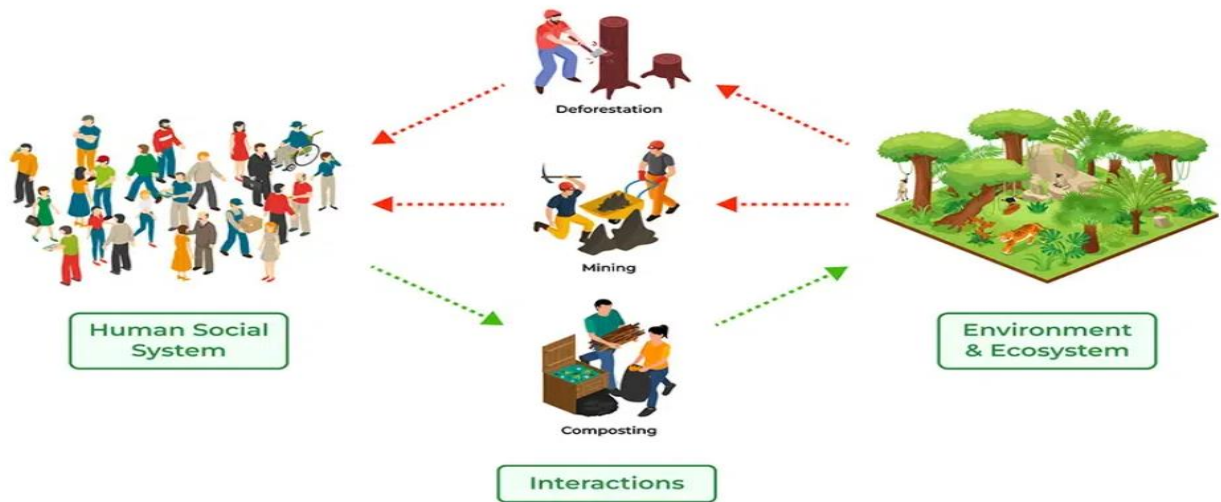 Deforestation
Mining
Human Social
System
Environment
& Ecosystem
Composting
Interactions